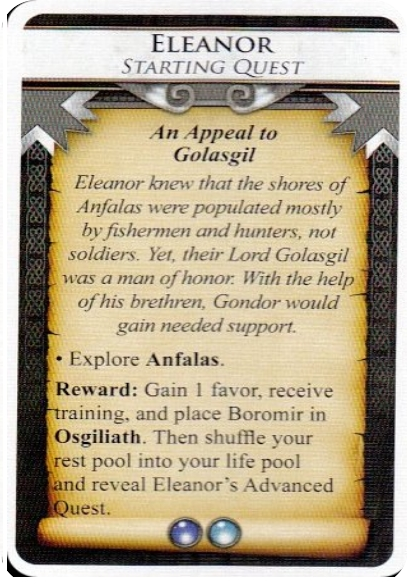 ELEANOR
STARTING QUEST
An Appeal to
Golasgil
Eleanor knew that the shores of
Anfalas were populated mostly
by fishermen and hunters, not
soldiers. Yet, their Lord Golasgil
was a man of honor. With the help
of his brethren, Gondor would
gain needed support.
• Explore Anfalas.
Reward: Gain 1 favor, receive
training, and place Boromir in
Osgiliath. Then shuffle your
rest pool into your life pool
and reveal Eleanor's Advanced
Quest.